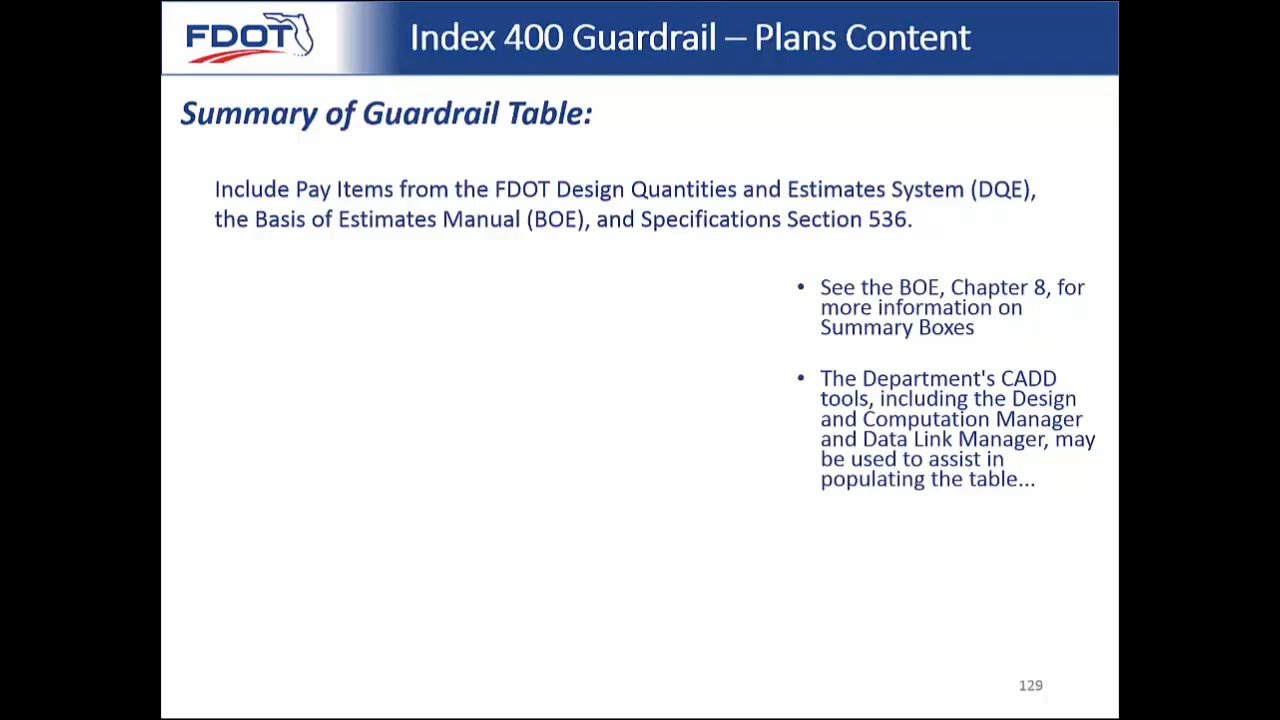 FDOT
Index 400 Guardrail – Plans Content
Summary of Guardrail Table:
Include Pay Items from the FDOT Design Quantities and Estimates System (DQE),
the Basis of Estimates Manual (BOE), and Specifications Section 536.
• See the BOE, Chapter 8, for
more information on
Summary Boxes
• The Department's CADD
tools, including the Design
and Computation Manager
and Data Link Manager, may
be used to assist in
populating the table...
129